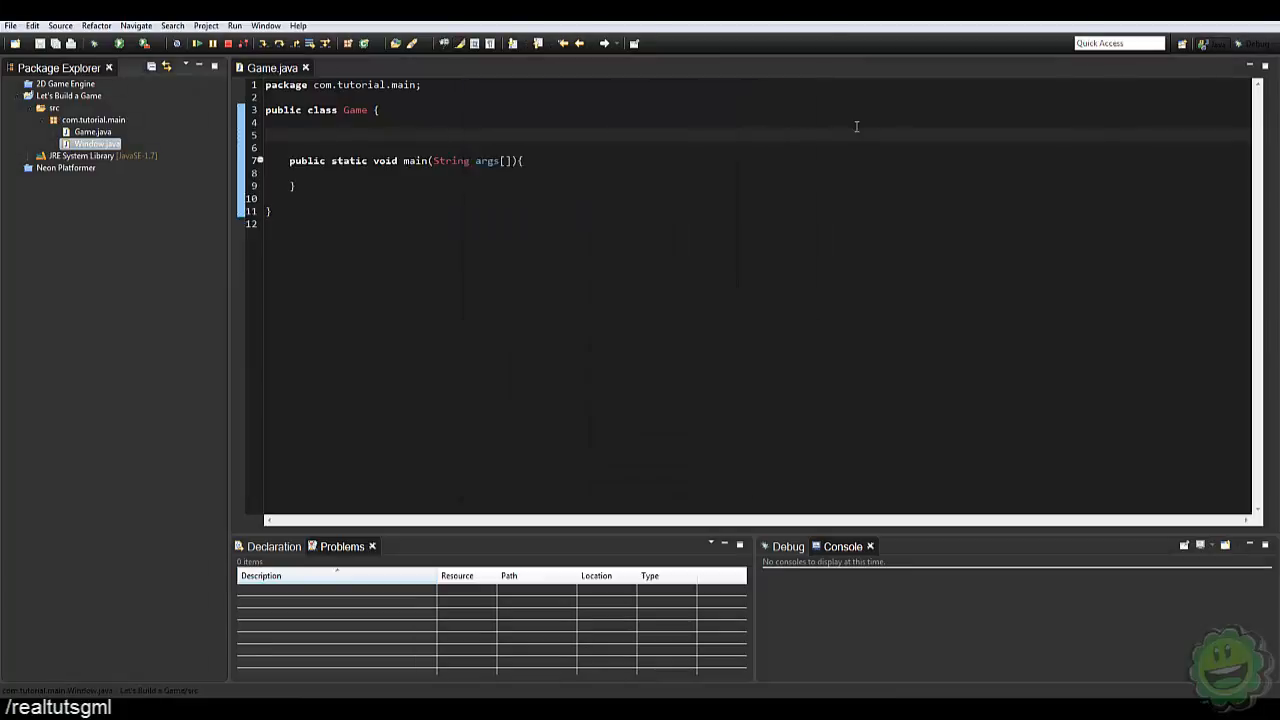 File Edit Source Refactor Navigate Search Project Run Window Help
Quick Access
Java
Debug
Package Explorer
2D Game Engine
Let's Build a Game
src
com.tutorial.main
Game.java
Window.java
JRE System Library [JavaSE-1.7]
Neon Platformer
Game.java
1 package com.tutorial.main;
2
3 public class Game {
4
5
6
7 public static void main(String args[]){
8
9 }
10
11 }
12
Declaration Problems
0 items
Description Resource Path Location Type
Debug Console
No consoles to display at this time.
com.tutorial.main.Window.java - Let's Build a Game/src
/realtutsgml